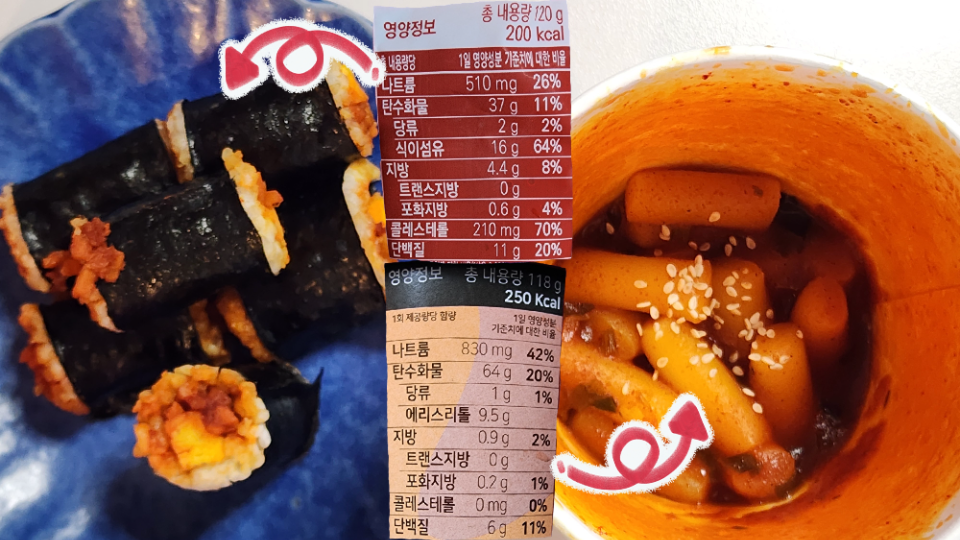 영양정보 총 내용량 120 g
200 kcal
총 내용량당 1일 영양성분 기준치에 대한 비율
나트륨 510 mg 26%
탄수화물 37 g 11%
당류 2 g 2%
식이섬유 16 g 64%
지방 4.4 g 8%
트랜스지방 0 g
포화지방 0.6 g 4%
콜레스테롤 210 mg 70%
단백질 11 g 20%
영양정보 총 내용량 118 g
250 Kcal
1회 제공량당 함량 1일 영양성분
기준치에 대한 비율
나트륨 830 mg 42%
탄수화물 64 g 20%
당류 1 g 1%
에리스리톨 9.5 g
지방 0.9 g 2%
트랜스지방 0 g
포화지방 0.2 g 1%
콜레스테롤 0 mg 0%
단백질 6 g 11%